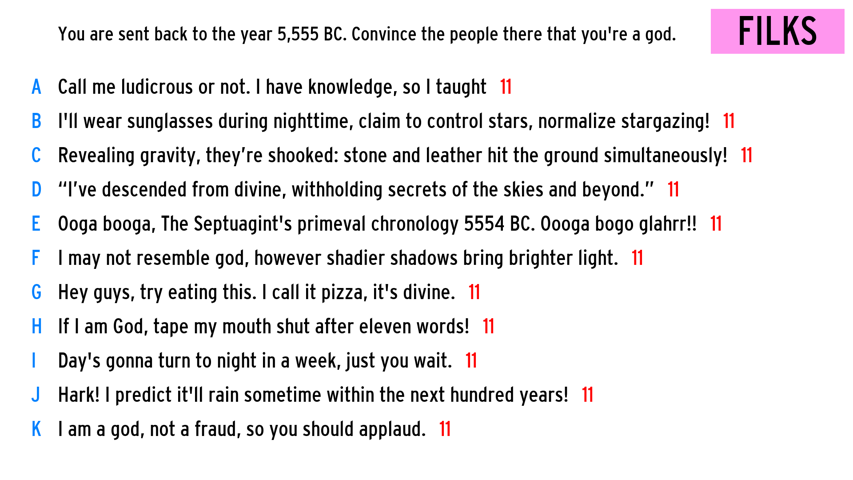 You are sent back to the year 5,555 BC. Convince the people there that you're a god.
FILKS
A Call me ludicrous or not. I have knowledge, so I taught 11
B I'll wear sunglasses during nighttime, claim to control stars, normalize stargazing! 11
C Revealing gravity, they’re shooked: stone and leather hit the ground simultaneously! 11
D “I’ve descended from divine, withholding secrets of the skies and beyond.” 11
E Ooga booga, The Septuagint's primeval chronology 5554 BC. Oooga bogo glahrr!! 11
F I may not resemble god, however shadier shadows bring brighter light. 11
G Hey guys, try eating this. I call it pizza, it's divine. 11
H If I am God, tape my mouth shut after eleven words! 11
I Day's gonna turn to night in a week, just you wait. 11
J Hark! I predict it'll rain sometime within the next hundred years! 11
K I am a god, not a fraud, so you should applaud. 11